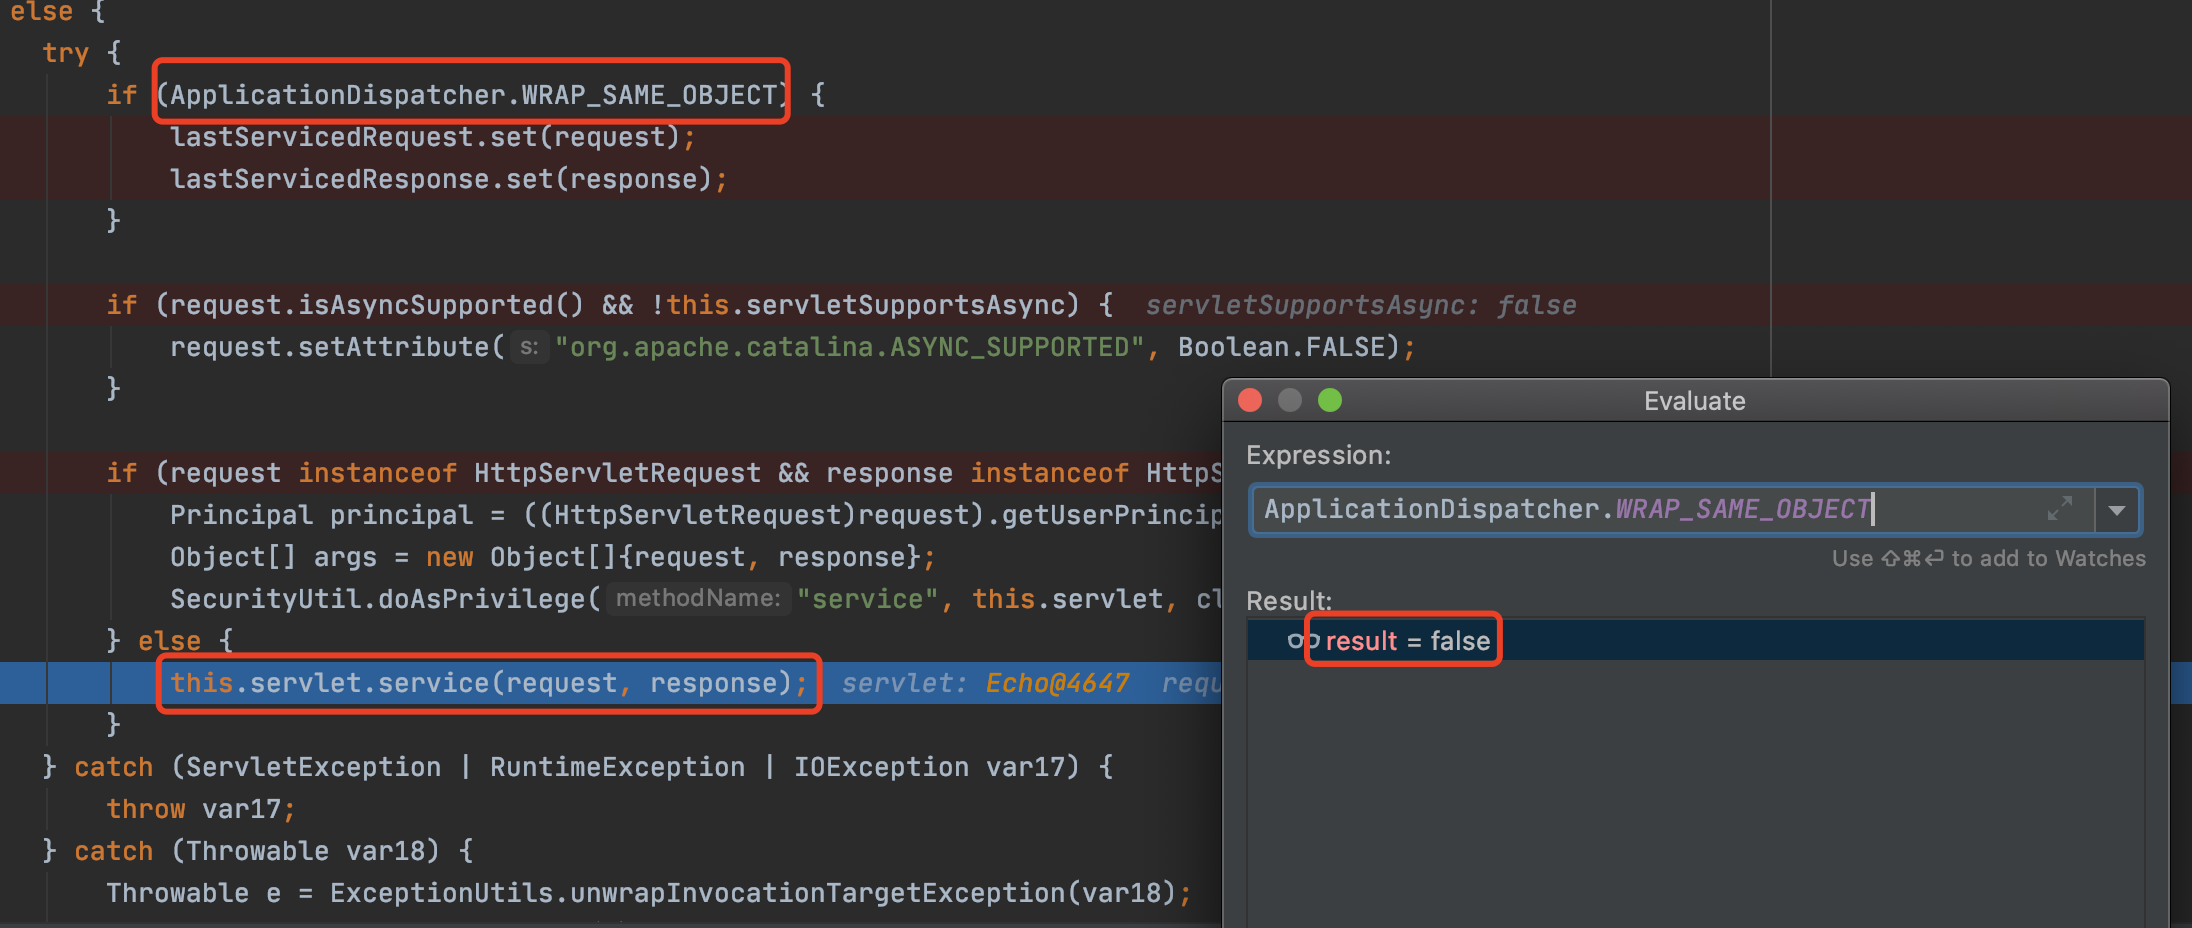 else {
try {
if (ApplicationDispatcher.WRAP_SAME_OBJECT) {
lastServicedRequest.set(request);
lastServicedResponse.set(response);
}
if (request.isAsyncSupported() && !this.servletSupportsAsync) { servletSupportsAsync: false
request.setAttribute( s: "org.apache.catalina.ASYNC_SUPPORTED", Boolean.FALSE);
}
if (request instanceof HttpServletRequest && response instanceof HttpS
Principal principal = ((HttpServletRequest)request).getUserPrincip
Object[] args = new Object[]{request, response};
SecurityUtil.doAsPrivilege( methodName: "service", this.servlet, cl
} else {
this.servlet.service(request, response); servlet: Echo@4647 requ
}
} catch (ServletException | RuntimeException | IOException var17) {
throw var17;
} catch (Throwable var18) {
Throwable e = ExceptionUtils.unwrapInvocationTargetException(var18);
Evaluate
Expression:
ApplicationDispatcher.WRAP_SAME_OBJECT
Use ⇧⌘⏎ to add to Watches
Result:
result = false